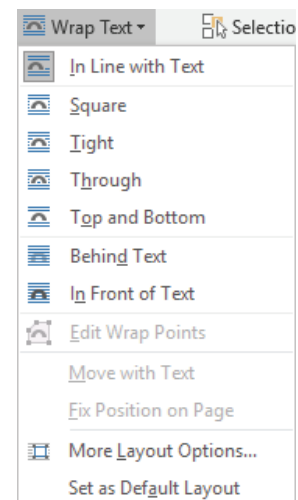 Wrap Text
Selectio
In Line with Text
Square
Tight
Through
Top and Bottom
Behind Text
In Front of Text
Edit Wrap Points
Move with Text
Fix Position on Page
More Layout Options...
Set as Default Layout